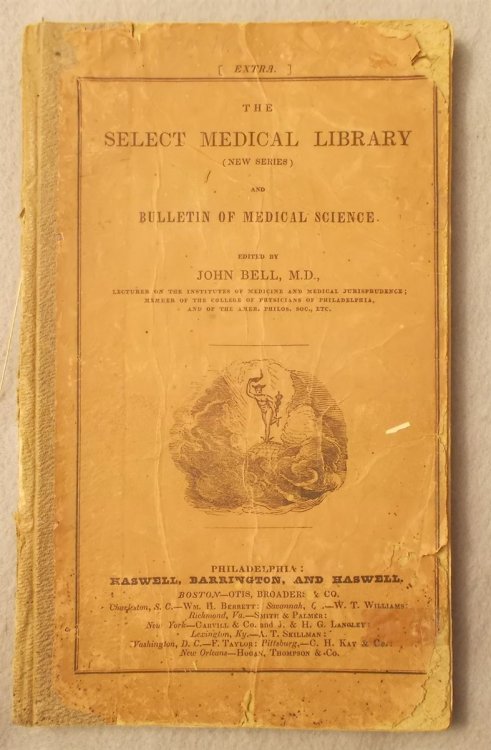 [ EXTRA. ]
THE
SELECT MEDICAL LIBRARY
(NEW SERIES)
AND
BULLETIN OF MEDICAL SCIENCE.
EDITED BY
JOHN BELL, M.D.,
LECTURER ON THE INSTITUTES OF MEDICINE AND MEDICAL JURISPRUDENCE;
MEMBER OF THE COLLEGE OF PHYSICIANS OF PHILADELPHIA,
AND OF THE AMER. PHILOS. SOC., ETC.
PHILADELPHIA:
HASWELL, BARRINGTON, AND HASWELL.
BOSTON—OTIS, BROADERS & CO.
Charleston, S. C.—WM. H. BERRETT: Savannah, G.—W. T. WILLIAMS:
Richmond, Va.—SMITH & PALMER:
New York—CARVILL & CO. and J. & H. G. LANGLEY:
Lexington, Ky.—A. T. SKILLMAN:
Washington, D. C.—F. TAYLOR: Pittsburg,—C. H. KAY & CO.:
New Orleans—HOGAN, THOMPSON & CO.